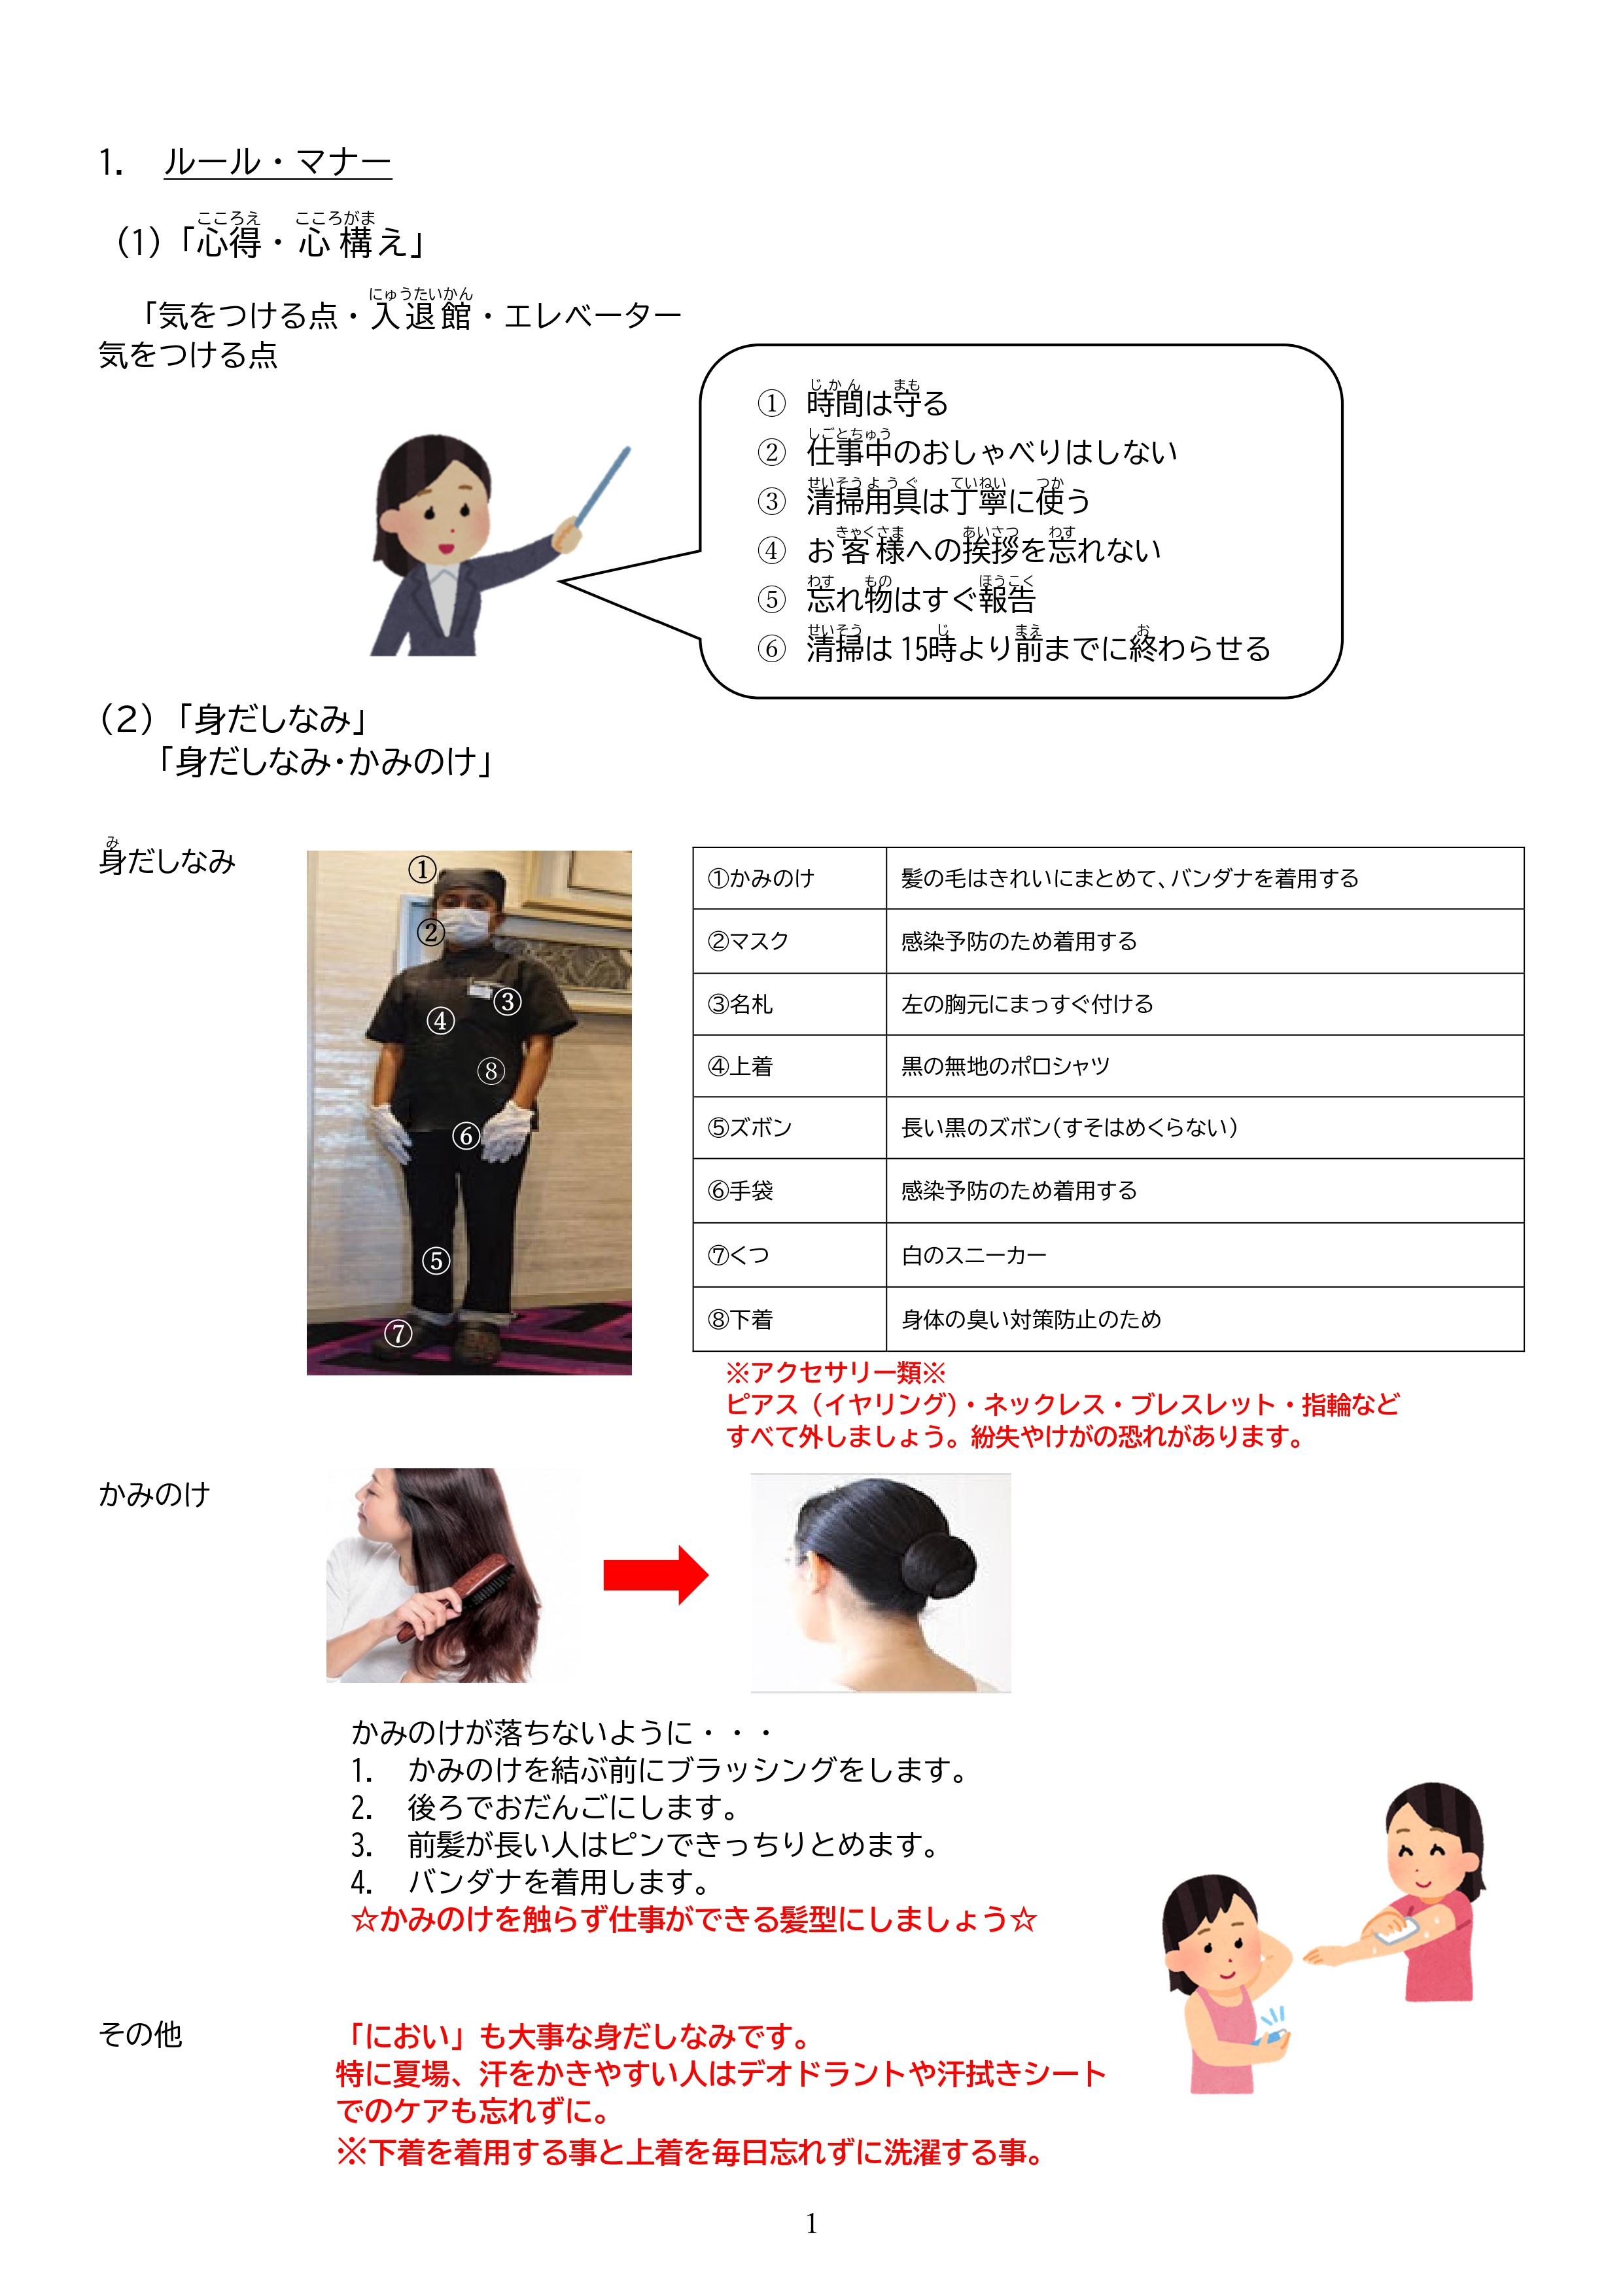 1. ルール・マナー
(1)「心得・心構え」
「気をつける点・入退館・エレベーター
気をつける点
① 時間は守る
② 仕事中のおしゃべりはしない
③ 清掃用具は丁寧に使う
④ お客様への挨拶を忘れない
⑤ 忘れ物はすぐ報告
⑥ 清掃は15時より前までに終わらせる
(2)「身だしなみ」
「身だしなみ・かみのけ」
身だしなみ
①
②
③
④
⑧
⑥
⑤
⑦
①かみのけ 髪の毛はきれいにまとめて、バンダナを着用する
②マスク 感染予防のため着用する
③名札 左の胸元にまっすぐ付ける
④上着 黒の無地のポロシャツ
⑤ズボン 長い黒のズボン(すそはめくらない)
⑥手袋 感染予防のため着用する
⑦くつ 白のスニーカー
⑧下着 身体の臭い対策防止のため
※アクセサリー類※
ピアス(イヤリング)・ネックレス・ブレスレット・指輪など
すべて外しましょう。紛失やけがの恐れがあります。
かみのけ
かみのけが落ちないように・・・
1. かみのけを結ぶ前にブラッシングをします。
2. 後ろでおだんごにします。
3. 前髪が長い人はピンできっちりとめます。
4. バンダナを着用します。
☆かみのけを触らず仕事ができる髪型にしましょう☆
その他
「におい」も大事な身だしなみです。
特に夏場、汗をかきやすい人はデオドラントや汗拭きシート
でのケアも忘れずに。
※下着を着用する事と上着を毎日忘れずに洗濯する事。
1